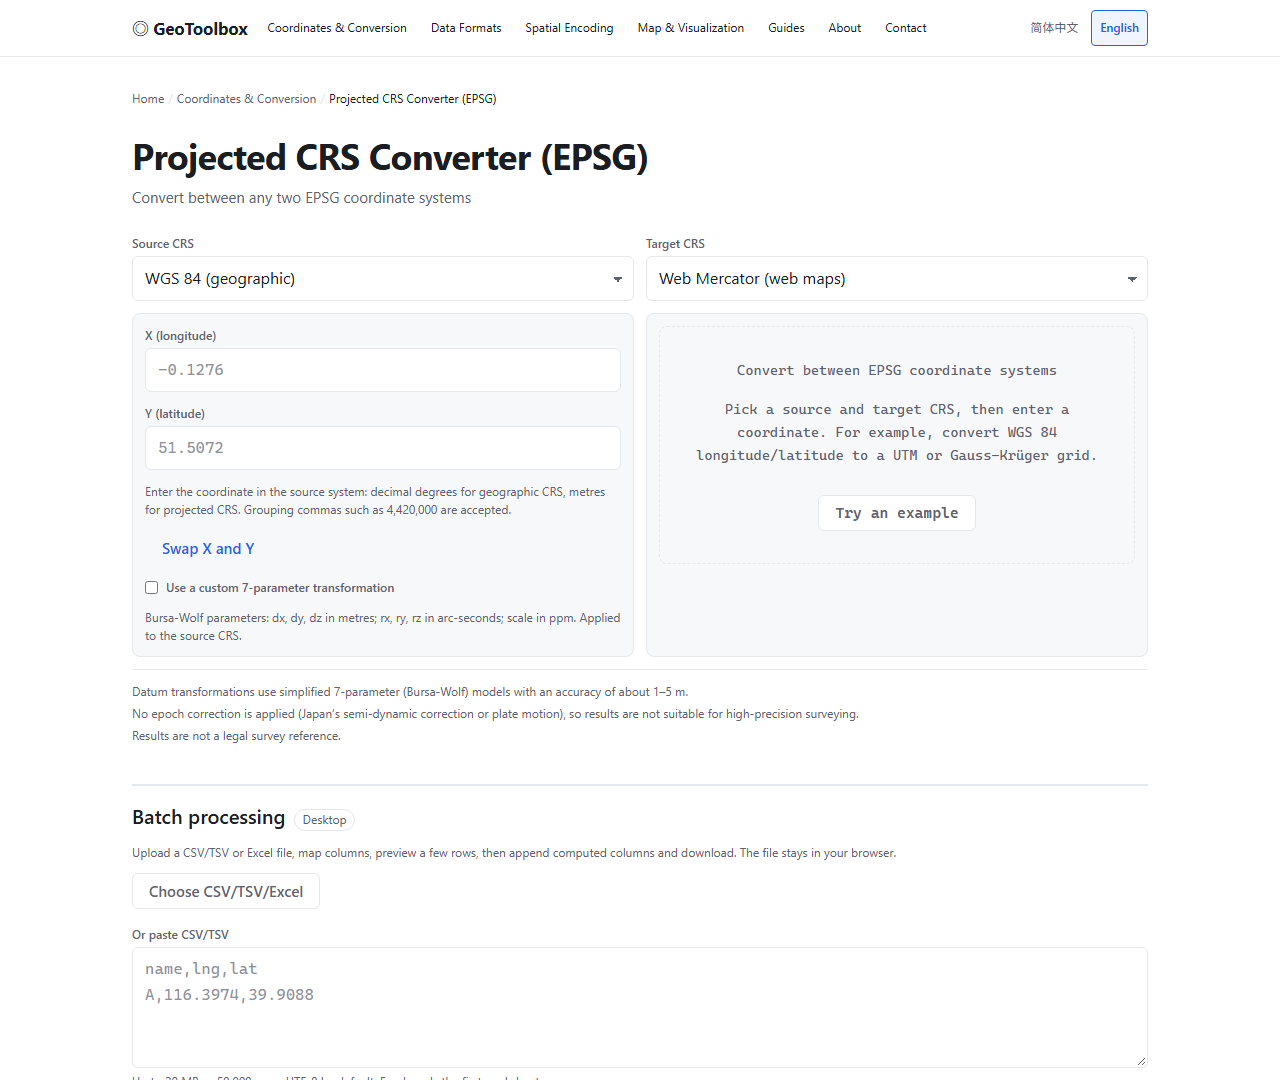 GeoToolbox
Coordinates & Conversion
Data Formats
Spatial Encoding
Map & Visualization
Guides
About
Contact
简体中文
English
Home / Coordinates & Conversion / Projected CRS Converter (EPSG)
Projected CRS Converter (EPSG)
Convert between any two EPSG coordinate systems
Source CRS
WGS 84 (geographic)
Target CRS
Web Mercator (web maps)
X (longitude)
-0.1276
Y (latitude)
51.5072
Enter the coordinate in the source system: decimal degrees for geographic CRS, metres
for projected CRS. Grouping commas such as 4,420,000 are accepted.
Swap X and Y
Use a custom 7-parameter transformation
Bursa-Wolf parameters: dx, dy, dz in metres; rx, ry, rz in arc-seconds; scale in ppm. Applied
to the source CRS.
Convert between EPSG coordinate systems
Pick a source and target CRS, then enter a
coordinate. For example, convert WGS 84
longitude/latitude to a UTM or Gauss–Krüger grid.
Try an example
Datum transformations use simplified 7-parameter (Bursa-Wolf) models with an accuracy of about 1–5 m.
No epoch correction is applied (Japan's semi-dynamic correction or plate motion), so results are not suitable for high-precision surveying.
Results are not a legal survey reference.
Batch processing
Desktop
Upload a CSV/TSV or Excel file, map columns, preview a few rows, then append computed columns and download. The file stays in your browser.
Choose CSV/TSV/Excel
Or paste CSV/TSV
name,lng,lat
A,116.3974,39.9088